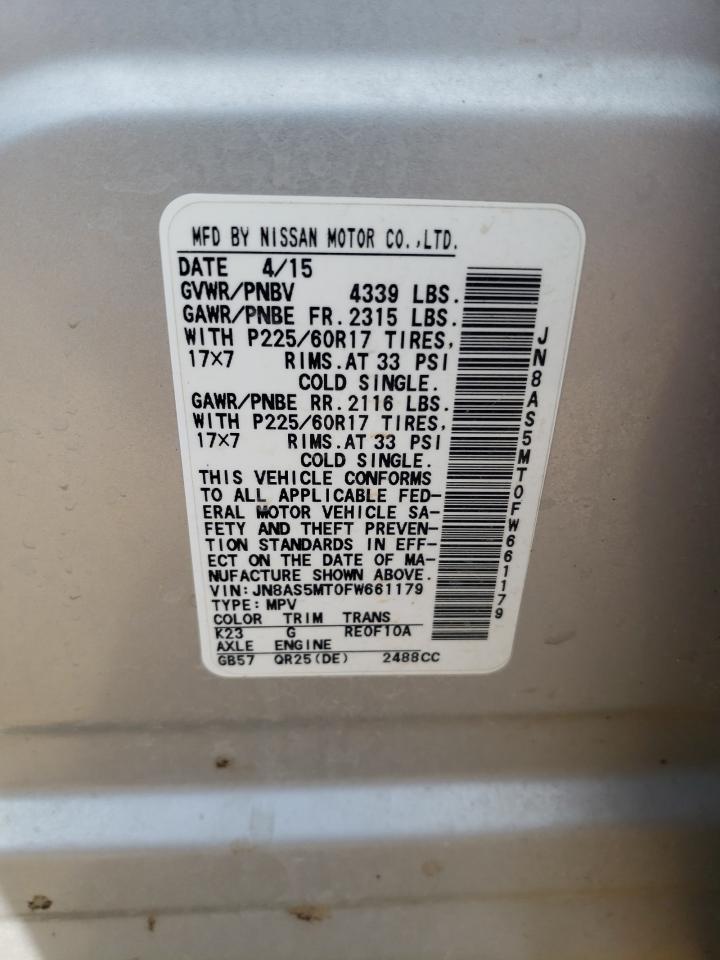 MFD BY NISSAN MOTOR CO.,LTD.
DATE 4/15
GVWR/PNBV 4339 LBS.
GAWR/PNBE FR.2315 LBS.
WITH P225/60R17 TIRES,
17×7 RIMS.AT 33 PSI
COLD SINGLE.
GAWR/PNBE RR.2116 LBS.
WITH P225/60R17 TIRES,
17×7 RIMS.AT 33 PSI
COLD SINGLE.
THIS VEHICLE CONFORMS
TO ALL APPLICABLE FED-
ERAL MOTOR VEHICLE SA-
FETY AND THEFT PREVEN-
TION STANDARDS IN EFF-
ECT ON THE DATE OF MA-
NUFACTURE SHOWN ABOVE.
VIN:JN8AS5MT0FW661179
TYPE:MPV
COLOR TRIM TRANS
K23 G RE0F10A
AXLE ENGINE
GB57 QR25(DE) 2488CC
JN8AS5MT0FW661179